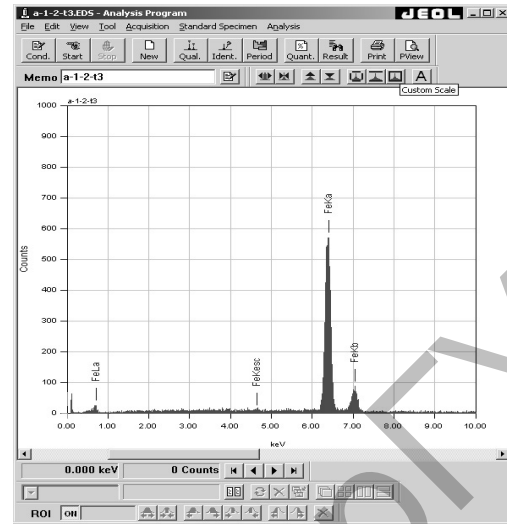 a-1-2-t3.EDS - Analysis Program
JEOL
File Edit View Tool Acquisition Standard Specimen Analysis
Cond. Start Stop New Qual. Ident. Period Quant. Result Print PView
Memo a-1-2-t3
A
Custom Scale
a-1-2-t3
1000
900
800
700
600
500
400
300
200
100
0
Counts
FeLa
FeKesc
FeKa
FeKb
0.00 1.00 2.00 3.00 4.00 5.00 6.00 7.00 8.00 9.00 10.00
keV
0.000 keV 0 Counts
ROI ON